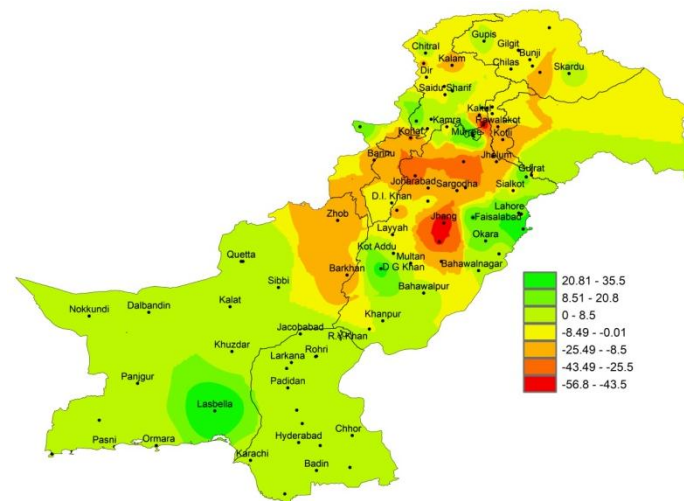 Gupis
Gilgit
Chitral
Bunji
Kalam
Chilas
Skardu
Dir
Saidu Sharif
Kakul
Kamra
Rawalakot
Murree
Kohat
Kotli
Bannu
Jhelum
Gujrat
Joharabad
Sargodha
Sialkot
D.I. Khan
Lahore
Zhob
Jhang
Faisalabad
Layyah
Okara
Kot Addu
Quetta
Multan
D G Khan
Bahawalnagar
Barkhan
Sibbi
Bahawalpur
Kalat
Dalbandin
Nokkundi
Khanpur
Jacobabad
R.Y.Khan
Khuzdar
Rohri
Larkana
Panjgur
Padidan
Lasbella
Chhor
Pasni
Ormara
Hyderabad
Karachi
Badin
20.81 - 35.5
8.51 - 20.8
0 - 8.5
-8.49 - -0.01
-25.49 - -8.5
-43.49 - -25.5
-56.8 - -43.5